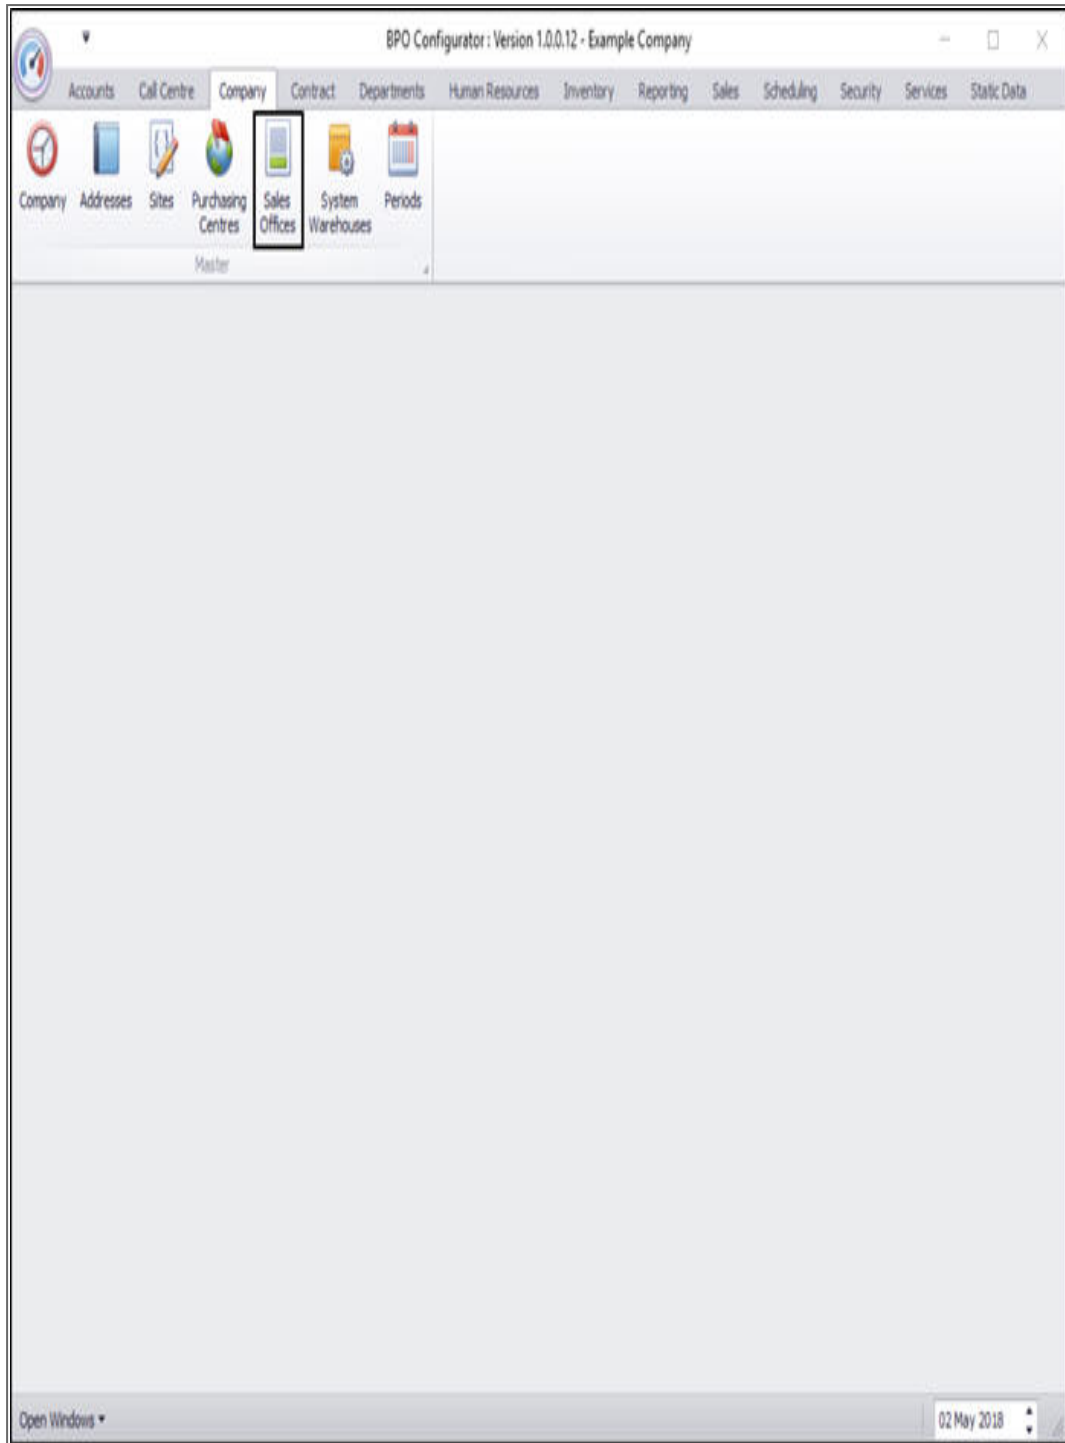 BPO Configurator : Version 1.0.0.12 - Example Company
Accounts Call Centre Company Contract Departments Human Resources Inventory Reporting Sales Scheduling Security Services Static Data
Company Addresses Sites Purchasing Centres Sales Offices System Warehouses Periods
Master
Open Windows
02 May 2018